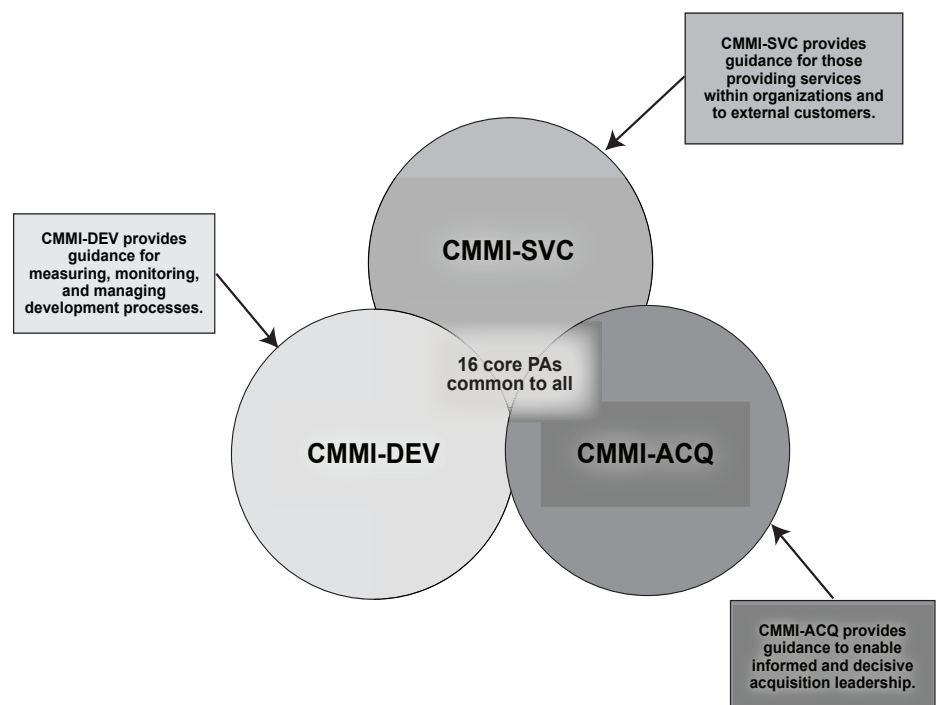 CMMI-SVC provides
guidance for those
providing services
within organizations and
to external customers.
CMMI-SVC
CMMI-DEV provides
guidance for
measuring, monitoring,
and managing
development processes.
16 core PAs
common to all
CMMI-DEV
CMMI-ACQ
CMMI-ACQ provides
guidance to enable
informed and decisive
acquisition leadership.